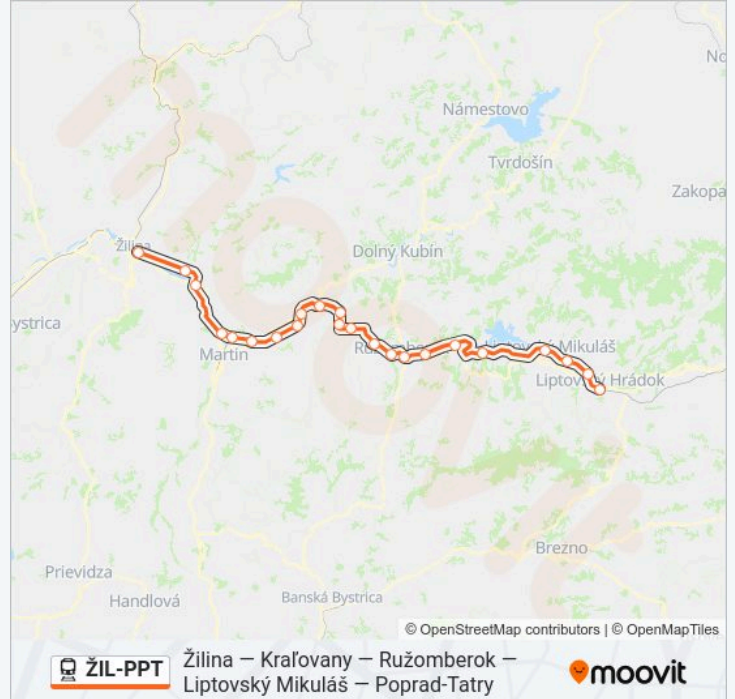 No
Námestovo
Tvrdošín
Zakopa
Žilina
Dolný Kubín
ystrica
Martin
Liptovský Mikuláš
Liptovský Hrádok
Brezno
Prievidza
Handlová
Banská Bystrica
© OpenStreetMap contributors | © OpenMapTiles
ŽIL-PPT
Žilina — Kraľovany — Ružomberok —
Liptovský Mikuláš — Poprad-Tatry
moovit